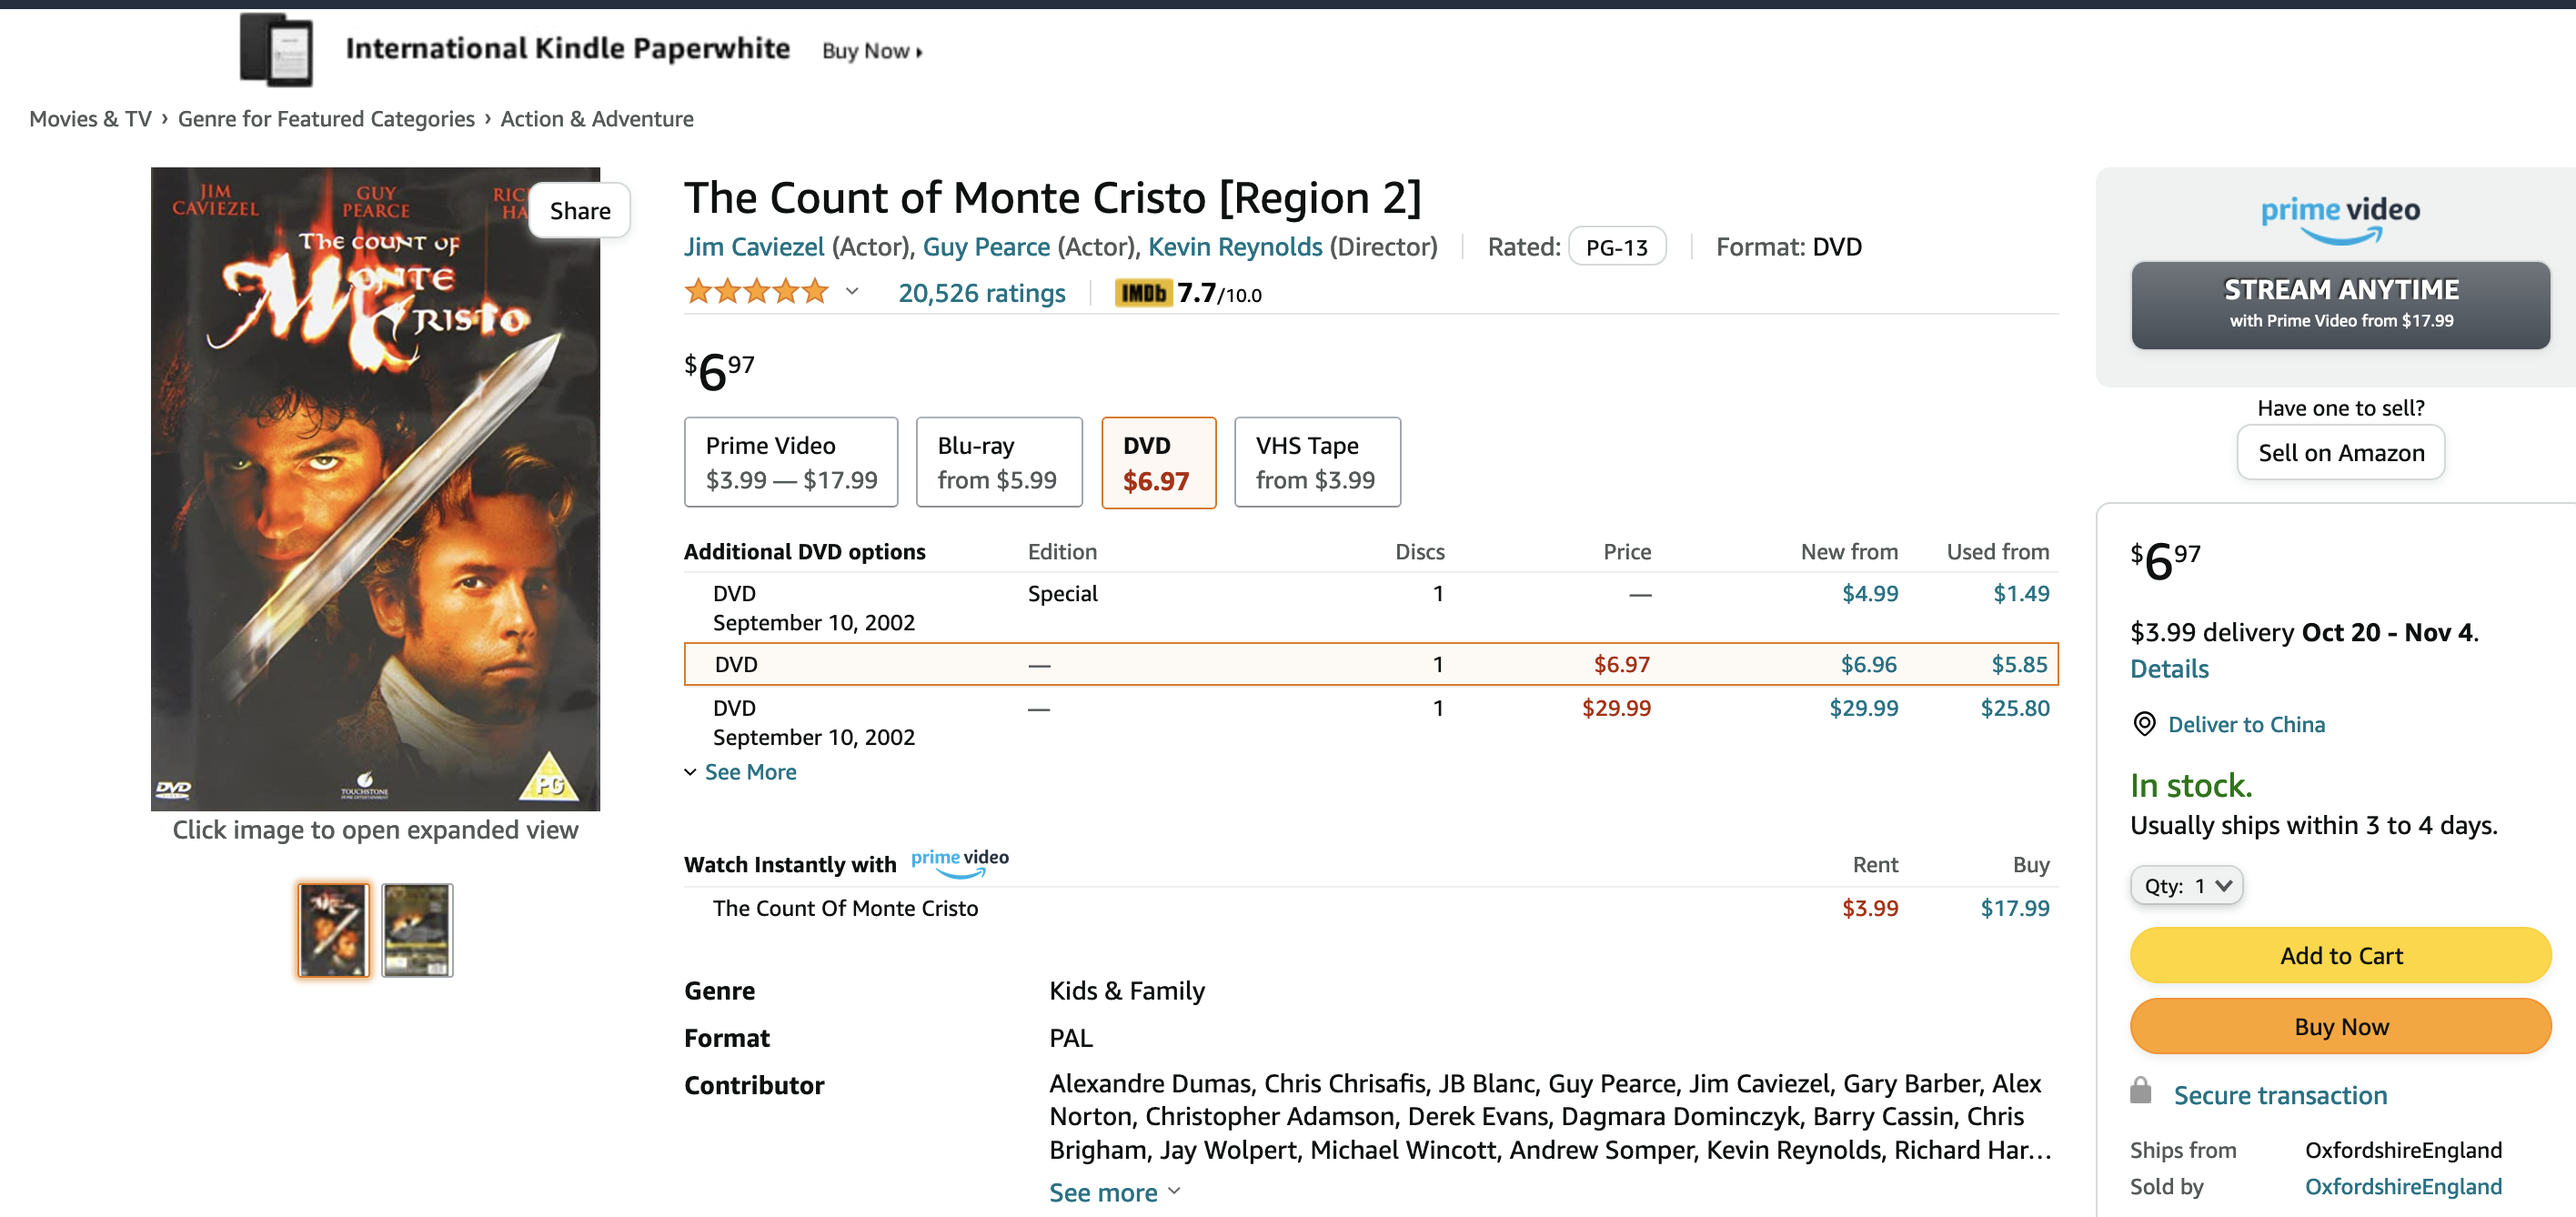 International Kindle Paperwhite Buy Now
Movies & TV › Genre for Featured Categories › Action & Adventure
JIM CAVIEZEL
GUY PEARCE
RIC
HA
THE COUNT OF
MONTE
CRISTO
DVD
TOUCHSTONE
HOME ENTERTAINMENT
PG
Share
Click image to open expanded view
The Count of Monte Cristo [Region 2]
Jim Caviezel (Actor), Guy Pearce (Actor), Kevin Reynolds (Director) Rated: PG-13 Format: DVD
20,526 ratings IMDb 7.7/10.0
$6 97
Prime Video
$3.99 — $17.99
Blu-ray
from $5.99
DVD
$6.97
VHS Tape
from $3.99
Additional DVD options Edition Discs Price New from Used from
DVD Special 1 — $4.99 $1.49
September 10, 2002
DVD — 1 $6.97 $6.96 $5.85
DVD — 1 $29.99 $29.99 $25.80
September 10, 2002
See More
Watch Instantly with prime video Rent Buy
The Count Of Monte Cristo $3.99 $17.99
Genre Kids & Family
Format PAL
Contributor Alexandre Dumas, Chris Chrisafis, JB Blanc, Guy Pearce, Jim Caviezel, Gary Barber, Alex
Norton, Christopher Adamson, Derek Evans, Dagmara Dominczyk, Barry Cassin, Chris
Brigham, Jay Wolpert, Michael Wincott, Andrew Somper, Kevin Reynolds, Richard Har…
See more
prime video
STREAM ANYTIME
with Prime Video from $17.99
Have one to sell?
Sell on Amazon
$6 97
$3.99 delivery Oct 20 - Nov 4.
Details
Deliver to China
In stock.
Usually ships within 3 to 4 days.
Qty: 1
Add to Cart
Buy Now
Secure transaction
Ships from OxfordshireEngland
Sold by OxfordshireEngland